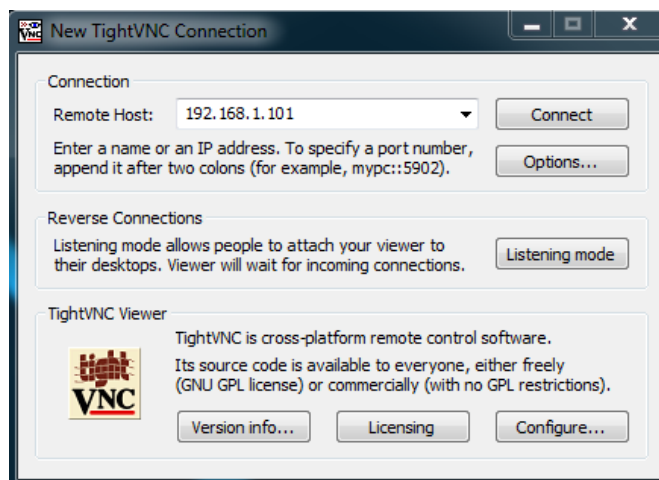 New TightVNC Connection
Connection
Remote Host: 192.168.1.101 Connect
Enter a name or an IP address. To specify a port number,
append it after two colons (for example, mypc::5902). Options...
Reverse Connections
Listening mode allows people to attach your viewer to
their desktops. Viewer will wait for incoming connections. Listening mode
TightVNC Viewer
TightVNC is cross-platform remote control software.
Its source code is available to everyone, either freely
(GNU GPL license) or commercially (with no GPL restrictions).
tight
VNC
Version info... Licensing Configure...